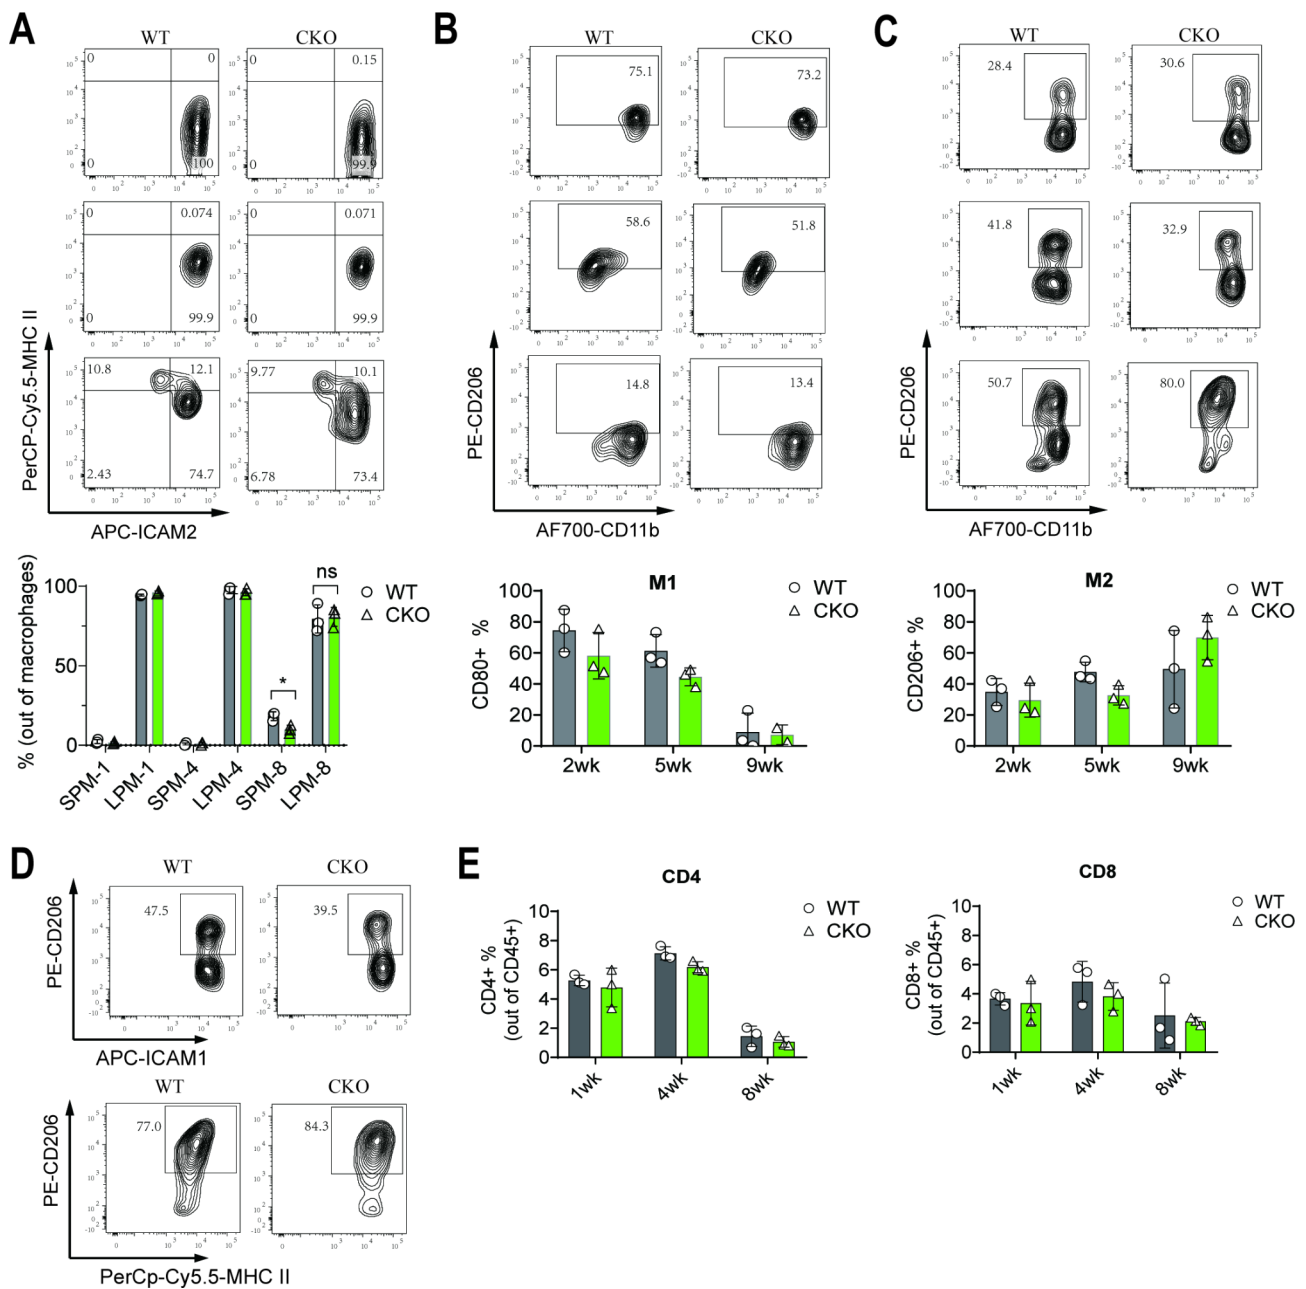 A
WT
CKO
0
0
0
0.15
0
100
0
99.9
0
0.074
0
0.071
0
99.9
0
99.9
10.8
12.1
9.77
10.1
2.43
74.7
6.78
73.4
PerCP-Cy5.5-MHC II
APC-ICAM2
% (out of macrophages)
100
50
0
ns
*
WT
CKO
SPM-1
LPM-1
SPM-4
LPM-4
SPM-8
LPM-8
B
WT
CKO
75.1
73.2
58.6
51.8
14.8
13.4
PE-CD206
AF700-CD11b
M1
CD80+ %
100
80
60
40
20
0
2wk
5wk
9wk
WT
CKO
C
WT
CKO
28.4
30.6
41.8
32.9
50.7
80.0
PE-CD206
AF700-CD11b
M2
CD206+ %
100
80
60
40
20
0
2wk
5wk
9wk
WT
CKO
D
WT
CKO
47.5
39.5
PE-CD206
APC-ICAM1
WT
CKO
77.0
84.3
PE-CD206
PerCp-Cy5.5-MHC II
E
CD4
CD4+ %
(out of CD45+)
10
8
6
4
2
0
1wk
4wk
8wk
WT
CKO
CD8
CD8+ %
(out of CD45+)
10
8
6
4
2
0
1wk
4wk
8wk
WT
CKO